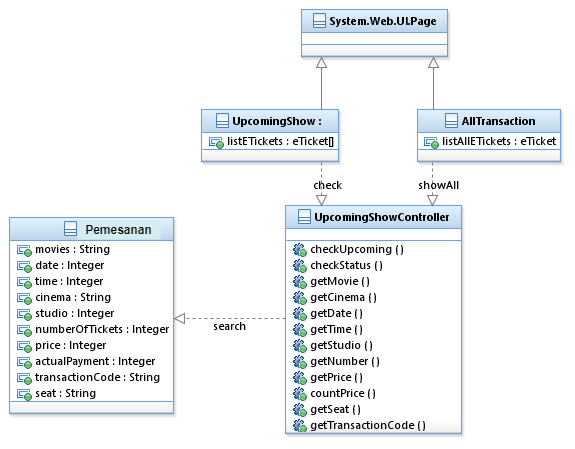 System.Web.UI.Page
UpcomingShow :
listETickets : eTicket[]
AllTransaction
listAllETickets : eTicket
check
showAll
UpcomingShowController
checkUpcoming ( )
checkStatus ( )
getMovie ( )
getCinema ( )
getDate ( )
getTime ( )
getStudio ( )
getNumber ( )
getPrice ( )
countPrice ( )
getSeat ( )
getTransactionCode ( )
search
Pemesanan
movies : String
date : Integer
time : Integer
cinema : String
studio : Integer
numberOfTickets : Integer
price : Integer
actualPayment : Integer
transactionCode : String
seat : String